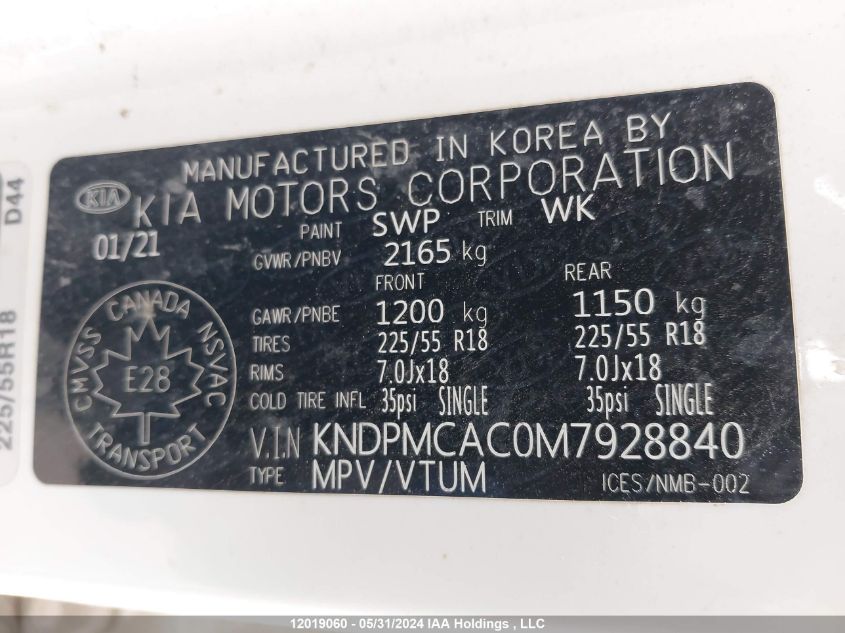 D44
225/55R18
MANUFACTURED IN KOREA BY
KIA KIA MOTORS CORPORATION
01/21 PAINT SWP TRIM WK
GVWR/PNBV 2165 kg
FRONT REAR
GAWR/PNBE 1200 kg 1150 kg
TIRES 225/55 R18 225/55 R18
RIMS 7.0Jx18 7.0Jx18
COLD TIRE INFL 35psi SINGLE 35psi SINGLE
V.I.N KNDPMCAC0M7928840
TYPE MPV/VTUM ICES/NMB-002
CANADA
CMVSS NSVAC
E28
TRANSPORT
12019060 - 05/31/2024 IAA Holdings , LLC